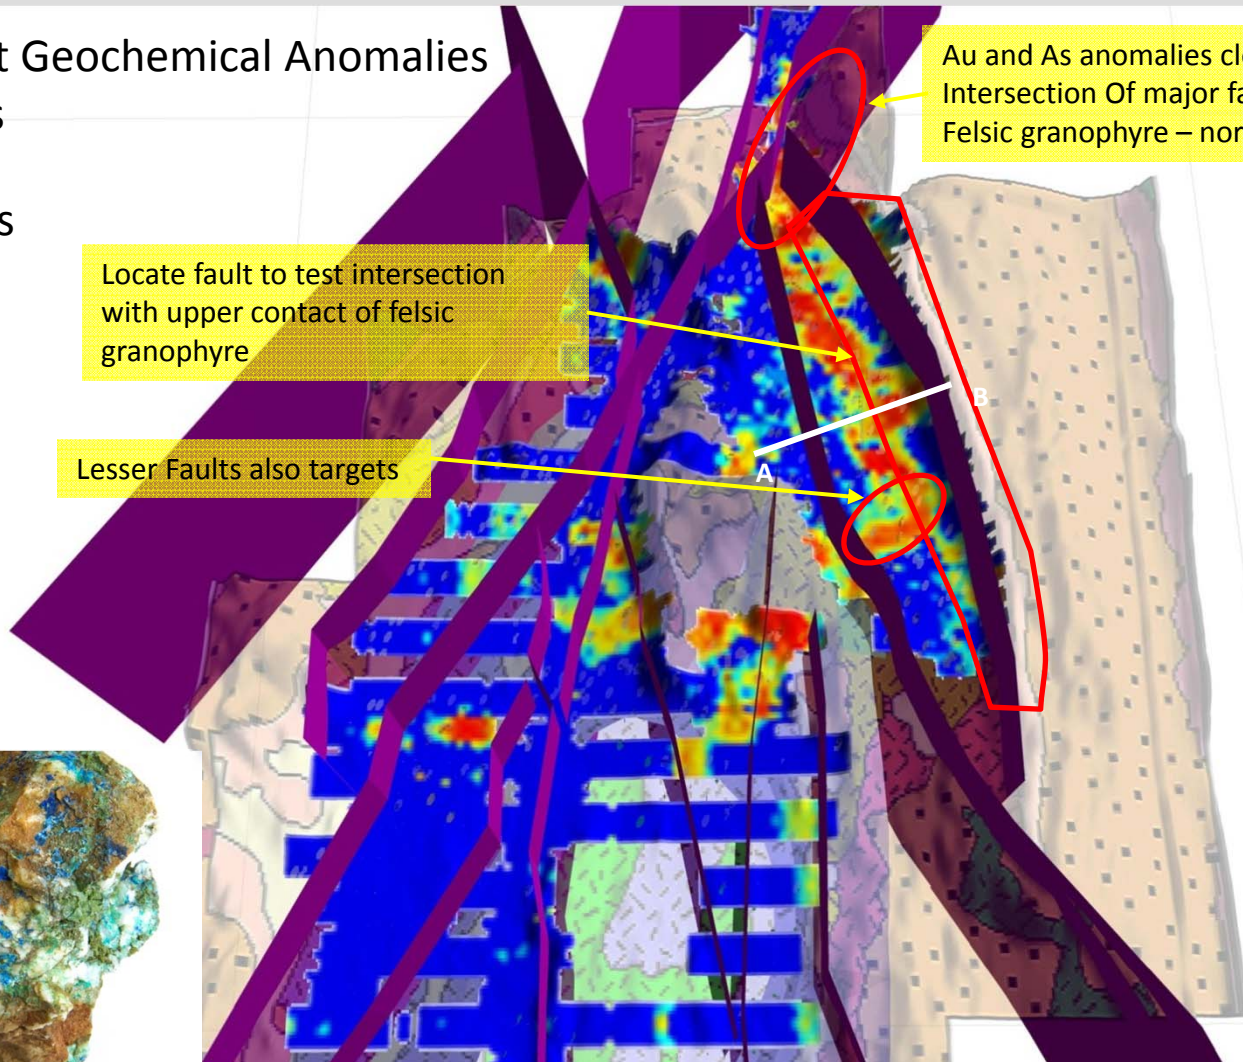 t Geochemical Anomalies
s
s
Au and As anomalies cl
Intersection Of major fa
Felsic granophyre – nor
Locate fault to test intersection
with upper contact of felsic
granophyre
B
Lesser Faults also targets
A